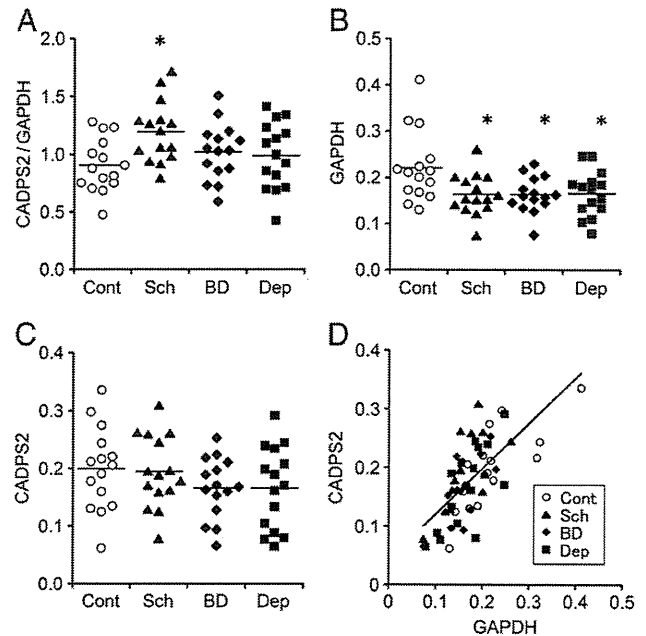 A
CADPS2 / GAPDH
2.0
1.5
1.0
0.5
0.0
*
Cont Sch BD Dep
B
GAPDH
0.5
0.4
0.3
0.2
0.1
0.0
* * *
Cont Sch BD Dep
C
CADPS2
0.4
0.3
0.2
0.1
0.0
Cont Sch BD Dep
D
CADPS2
0.4
0.3
0.2
0.1
0
0 0.1 0.2 0.3 0.4 0.5
GAPDH
Cont
Sch
BD
Dep